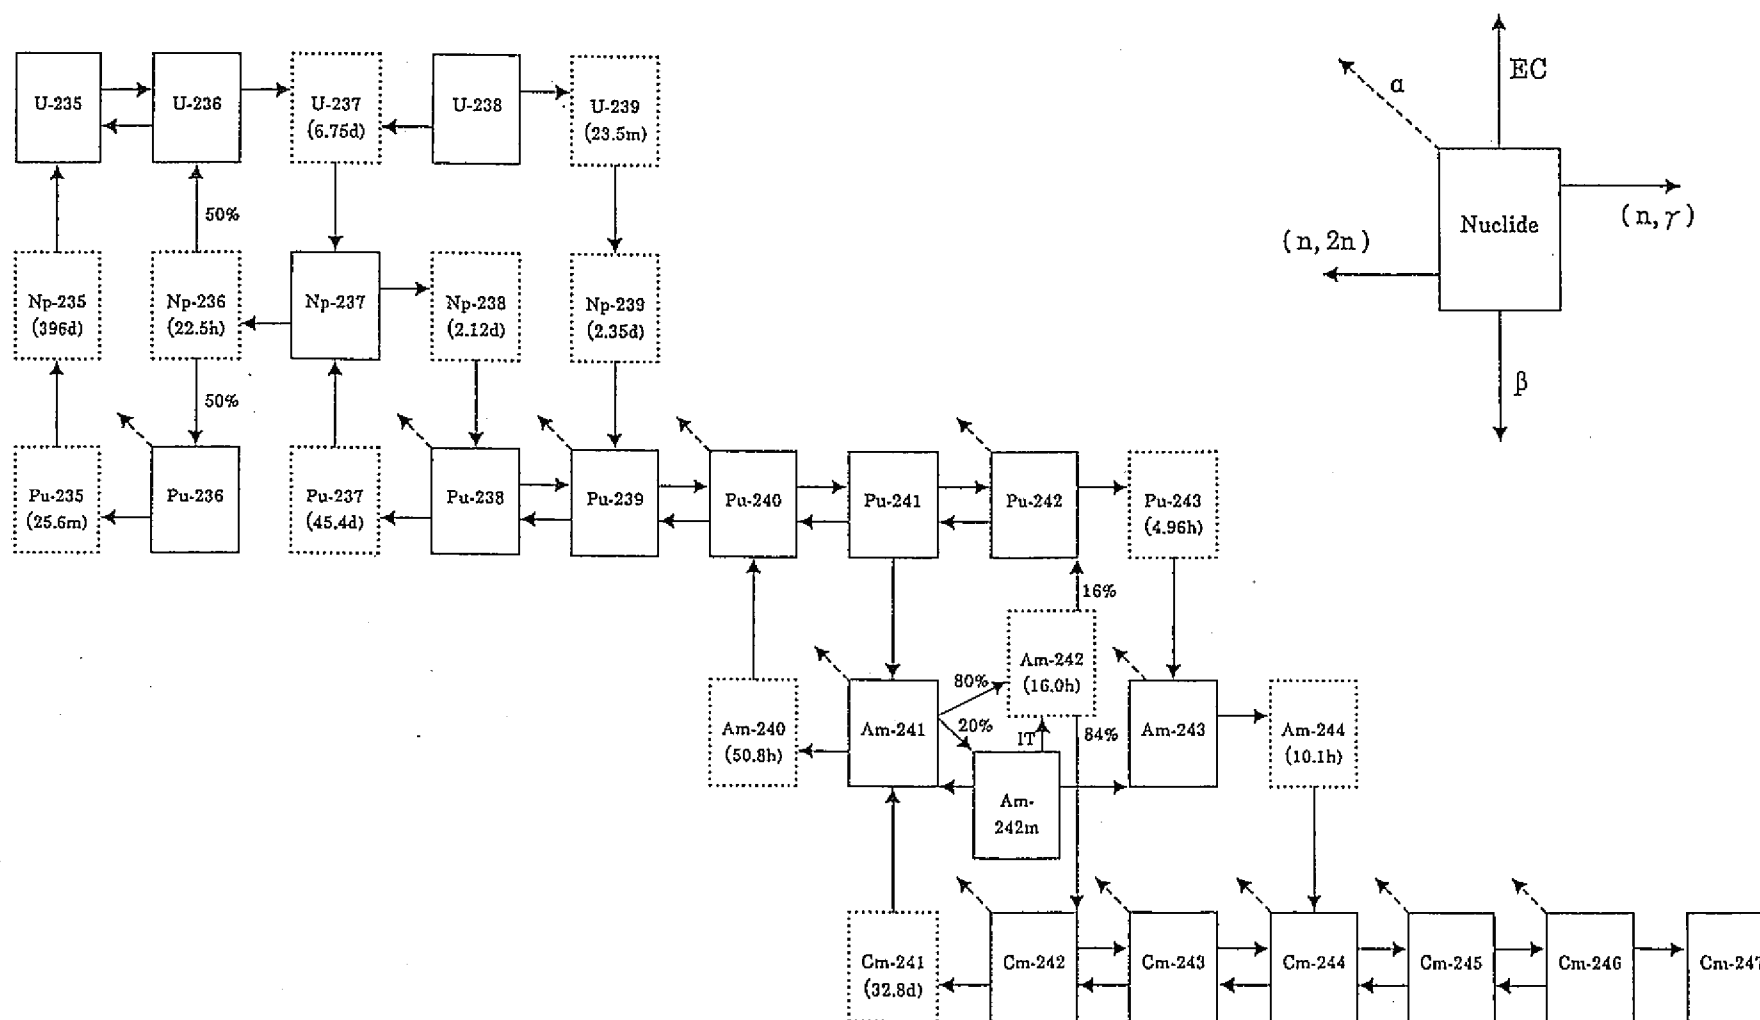 U-235
U-236
U-237
(6.75d)
U-238
U-239
(23.5m)
EC
α
Nuclide
(n, γ)
(n, 2n)
β
50%
Np-235
(396d)
Np-236
(22.5h)
Np-237
Np-238
(2.12d)
Np-239
(2.35d)
50%
Pu-235
(25.6m)
Pu-236
Pu-237
(45.4d)
Pu-238
Pu-239
Pu-240
Pu-241
Pu-242
Pu-243
(4.96h)
16%
Am-240
(50.8h)
Am-241
80%
20%
Am-242
(16.0h)
IT
84%
Am-
242m
Am-243
Am-244
(10.1h)
Cm-241
(32.8d)
Cm-242
Cm-243
Cm-244
Cm-245
Cm-246
Cm-247